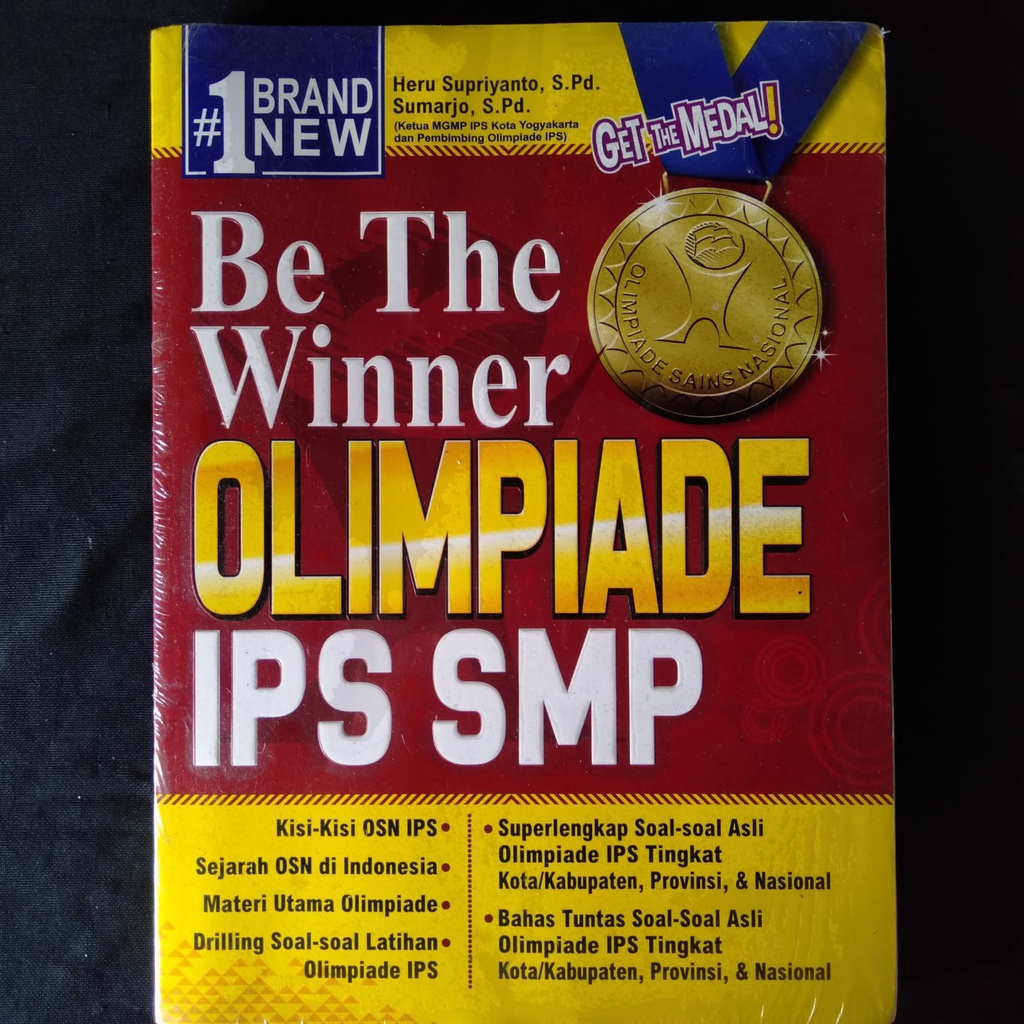 #1 BRAND NEW
Heru Supriyanto, S.Pd.
Sumarjo, S.Pd.
(Ketua MGMP IPS Kota Yogyakarta
dan Pembimbing Olimpiade IPS)
GET THE MEDAL!
OLIMPIADE SAINS NASIONAL
Be The
Winner
OLIMPIADE
IPS SMP
Kisi-Kisi OSN IPS•
Sejarah OSN di Indonesia•
Materi Utama Olimpiade•
Drilling Soal-soal Latihan•
Olimpiade IPS
•Superlengkap Soal-soal Asli
Olimpiade IPS Tingkat
Kota/Kabupaten, Provinsi, & Nasional
•Bahas Tuntas Soal-Soal Asli
Olimpiade IPS Tingkat
Kota/Kabupaten, Provinsi, & Nasional